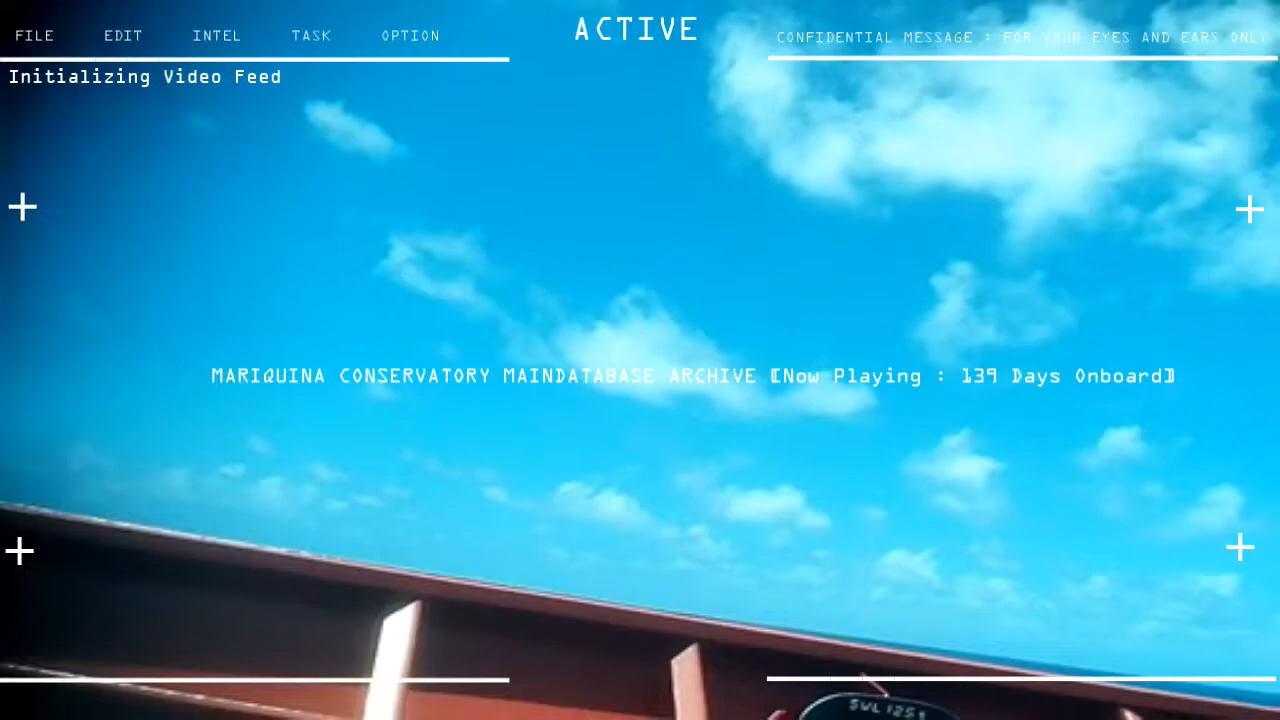 FILE EDIT INTEL TASK OPTION
ACTIVE
CONFIDENTIAL MESSAGE : FOR YOUR EYES AND EARS ONLY
Initializing Video Feed
MARIQUINA CONSERVATORY MAINDATABASE ARCHIVE [Now Playing : 139 Days Onboard]
SWL 125t